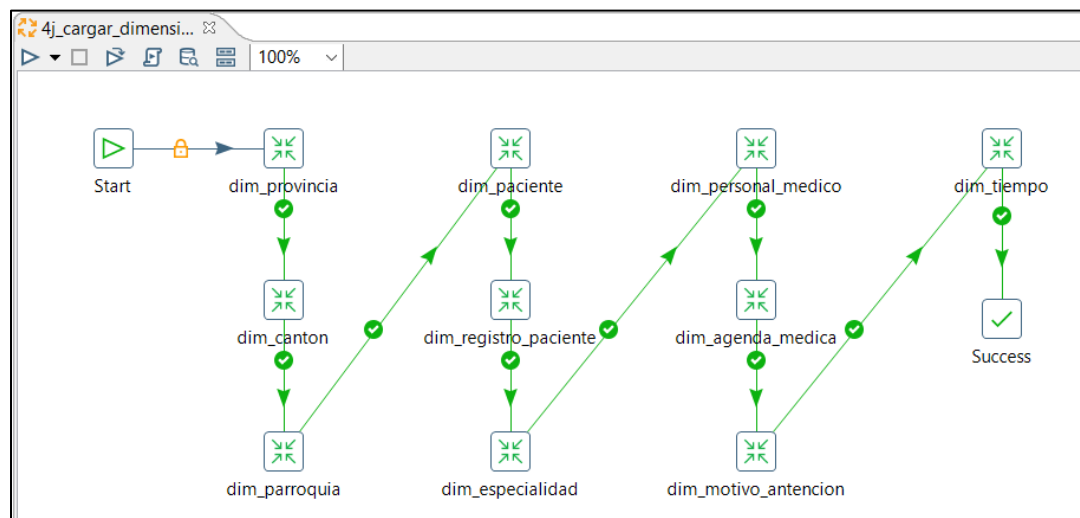 4j_cargar_dimensi...
100%
Start
dim_provincia
dim_paciente
dim_personal_medico
dim_tiempo
dim_canton
dim_registro_paciente
dim_agenda_medica
Success
dim_parroquia
dim_especialidad
dim_motivo_antencion